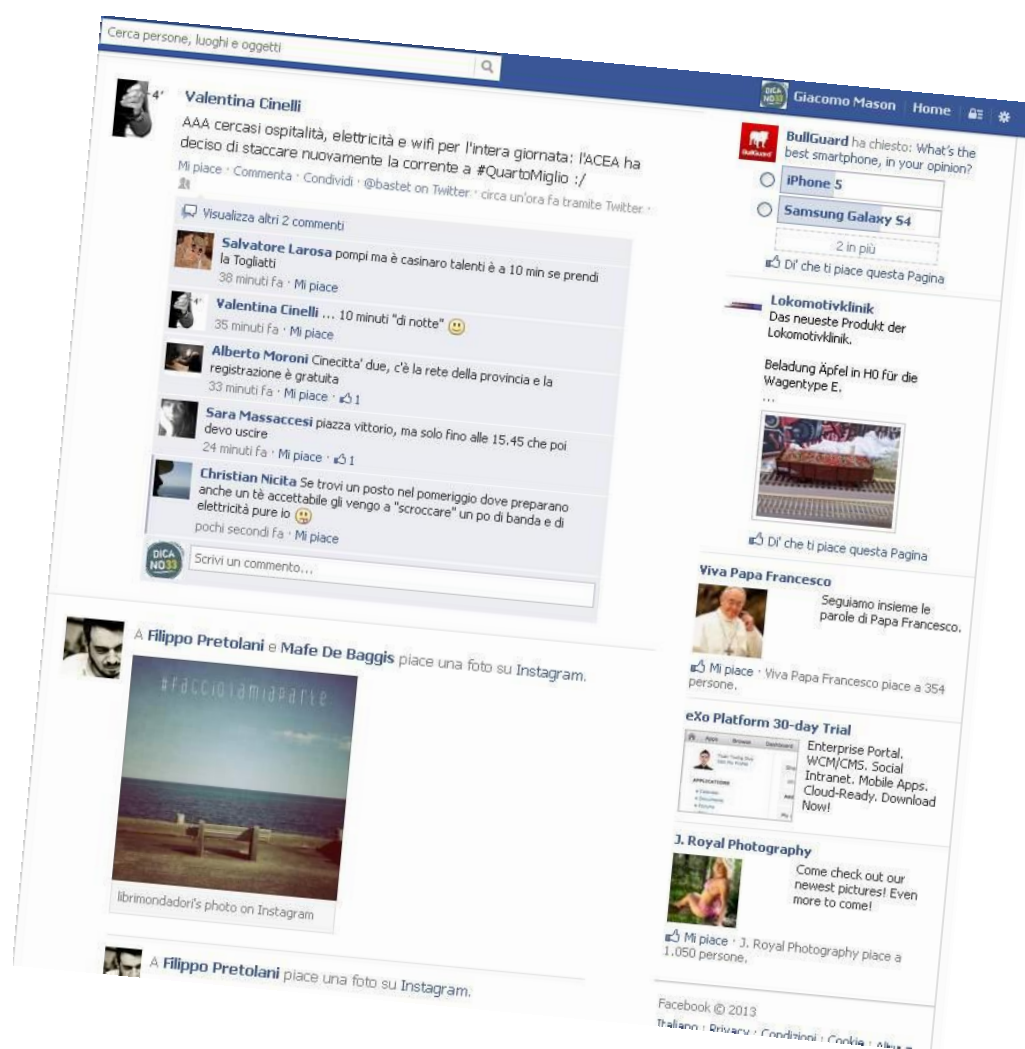 Cerca persone, luoghi e oggetti
Giacomo Mason Home
Valentina Cinelli
AAA cercasi ospitalità, elettricità e wifi per l'intera giornata: l'ACEA ha
deciso di staccare nuovamente la corrente a #QuartoMiglio :/
Mi piace · Commenta · Condividi · @bastet on Twitter · circa un'ora fa tramite Twitter ·
Visualizza altri 2 commenti
Salvatore Larosa pompi ma è casinaro talenti è a 10 min se prendi
la Togliatti
38 minuti fa · Mi piace
Valentina Cinelli ... 10 minuti "di notte"
35 minuti fa · Mi piace
Alberto Moroni Cinecitta' due, c'è la rete della provincia e la
registrazione è gratuita
33 minuti fa · Mi piace · 1
Sara Massaccesi piazza vittorio, ma solo fino alle 15.45 che poi
devo uscire
24 minuti fa · Mi piace · 1
Christian Nicita Se trovi un posto nel pomeriggio dove preparano
anche un tè accettabile gli vengo a "scroccare" un po di banda e di
elettricità pure io
pochi secondi fa · Mi piace
DICA
NO33
Scrivi un commento...
A Filippo Pretolani e Mafe De Baggis piace una foto su Instagram.
#facciolamiaparte
librimondadori's photo on Instagram
A Filippo Pretolani piace una foto su Instagram.
BullGuard ha chiesto: What's the
best smartphone, in your opinion?
iPhone 5
Samsung Galaxy S4
2 in più
Di' che ti piace questa Pagina
Lokomotivklinik
Das neueste Produkt der
Lokomotivklinik.
Beladung Äpfel in H0 für die
Wagentype E.
...
Di' che ti piace questa Pagina
Viva Papa Francesco
Seguiamo insieme le
parole di Papa Francesco.
Mi piace · Viva Papa Francesco piace a 354
persone.
eXo Platform 30-day Trial
Enterprise Portal.
WCM/CMS. Social
Intranet. Mobile Apps.
Cloud-Ready. Download
Now!
J. Royal Photography
Come check out our
newest pictures! Even
more to come!
Mi piace · J. Royal Photography piace a
1.050 persone.
Facebook © 2013
Italiano · Privacy · Condizioni · Cookie ·